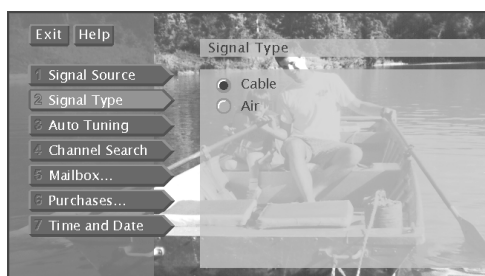 Exit Help
Signal Type
1 Signal Source
2 Signal Type
3 Auto Tuning
4 Channel Search
5 Mailbox...
6 Purchases...
7 Time and Date
Cable
Air